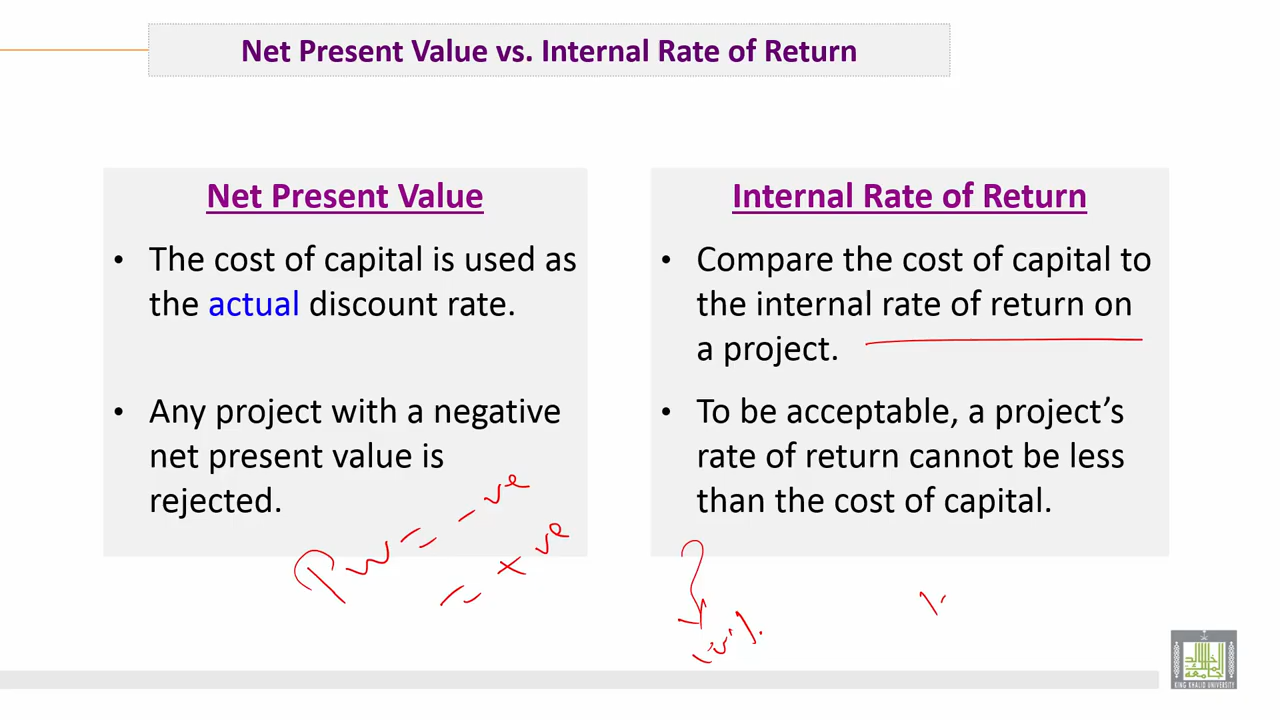 Net Present Value vs. Internal Rate of Return
Net Present Value
• The cost of capital is used as
the actual discount rate.
• Any project with a negative
net present value is
rejected.
PW = -ve
= +ve
Internal Rate of Return
• Compare the cost of capital to
the internal rate of return on
a project.
• To be acceptable, a project’s
rate of return cannot be less
than the cost of capital.
KING KHALID UNIVERSITY